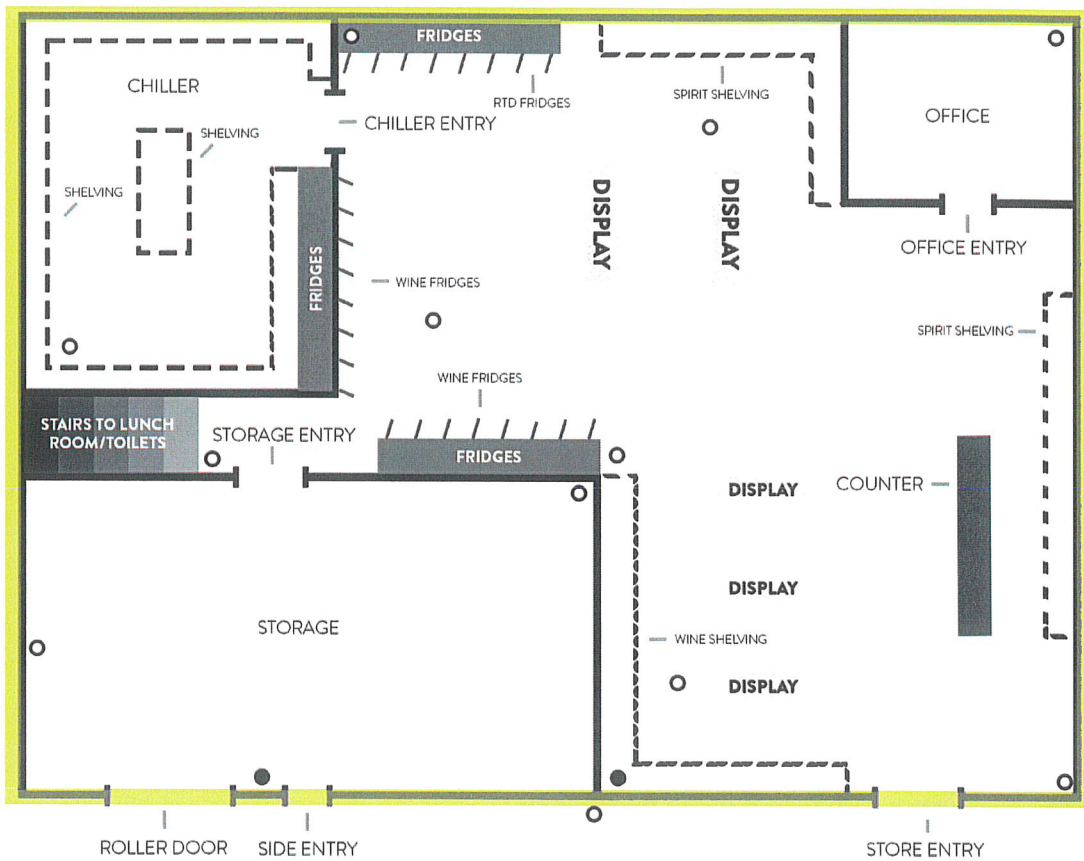 FRIDGES
CHILLER
RTD FRIDGES
SPIRIT SHELVING
OFFICE
CHILLER ENTRY
SHELVING
SHELVING
DISPLAY
DISPLAY
OFFICE ENTRY
FRIDGES
WINE FRIDGES
SPIRIT SHELVING
WINE FRIDGES
STAIRS TO LUNCH
ROOM/TOILETS
STORAGE ENTRY
FRIDGES
DISPLAY
COUNTER
DISPLAY
STORAGE
WINE SHELVING
DISPLAY
ROLLER DOOR
SIDE ENTRY
STORE ENTRY